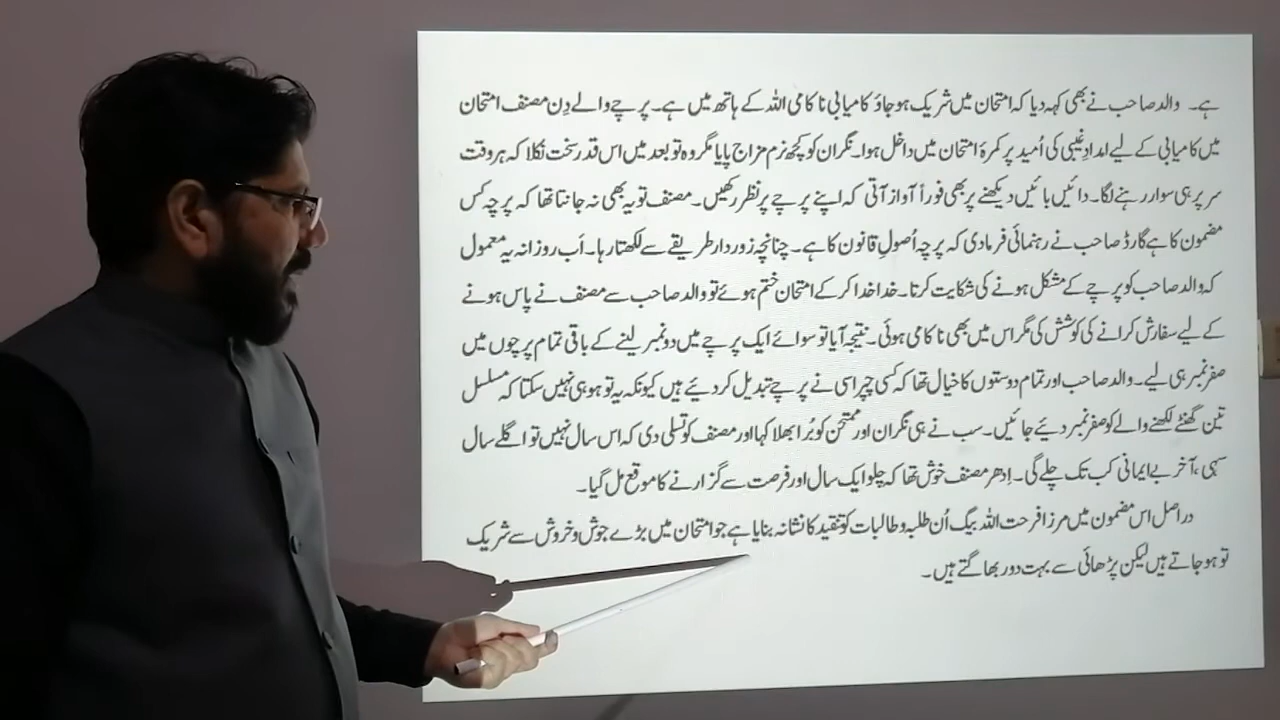 ہے۔ والد صاحب نے بھی کہہ دیا کہ امتحان میں شریک ہو جاؤ کامیابی ناکامی اللہ کے ہاتھ میں ہے۔ پرچے والے دِن مصنف امتحان
میں کامیابی کے لیے امدادِ غیبی کی اُمید پر کمرۂ امتحان میں داخل ہوا۔ نگران کو کچھ نرم مزاج پایا مگر وہ تو بعد میں اس قدر سخت نکلا کہ ہر وقت
سر پر ہی سوار رہنے لگا۔ دائیں بائیں دیکھنے پر بھی فوراً آواز آتی کہ اپنے پرچے پر نظر رکھیں۔ مصنف تو یہ بھی نہ جانتا تھا کہ پرچہ کس
مضمون کا ہے گارڈ صاحب نے رہنمائی فرما دی کہ پرچہ اُصولِ قانون کا ہے۔ چنانچہ زور دار طریقے سے لکھتا رہا۔ اَب روزانہ یہ معمول
کہ والد صاحب کو پرچے کے مشکل ہونے کی شکایت کرتا۔ خدا خدا کر کے امتحان ختم ہوئے تو والد صاحب سے مصنف نے پاس ہونے
کے لیے سفارش کرانے کی کوشش کی مگر اس میں بھی ناکامی ہوئی۔ نتیجہ آیا تو سوائے ایک پرچے میں دو نمبر لینے کے باقی تمام پرچوں میں
صفر نمبر ہی لیے۔ والد صاحب اور تمام دوستوں کا خیال تھا کہ کسی چپراسی نے پرچے تبدیل کر دئیے ہیں کیونکہ یہ تو ہو ہی نہیں سکتا کہ مسلسل
تین گھنٹے لکھنے والے کو صفر نمبر دئیے جائیں۔ سب نے ہی نگران اور ممتحن کو بُرا بھلا کہا اور مصنف کو تسلی دی کہ اس سال نہیں تو اگلے سال
سہی، آخر بے ایمانی کب تک چلے گی۔ اِدھر مصنف خوش تھا کہ چلو ایک سال اور فرصت سے گزارنے کا موقع مل گیا۔
دراصل اس مضمون میں مرزا فرحت اللہ بیگ اُن طلبہ و طالبات کو تنقید کا نشانہ بنایا ہے جو امتحان میں بڑے جوش و خروش سے شریک
تو ہو جاتے ہیں لیکن پڑھائی سے بہت دور بھاگتے ہیں۔